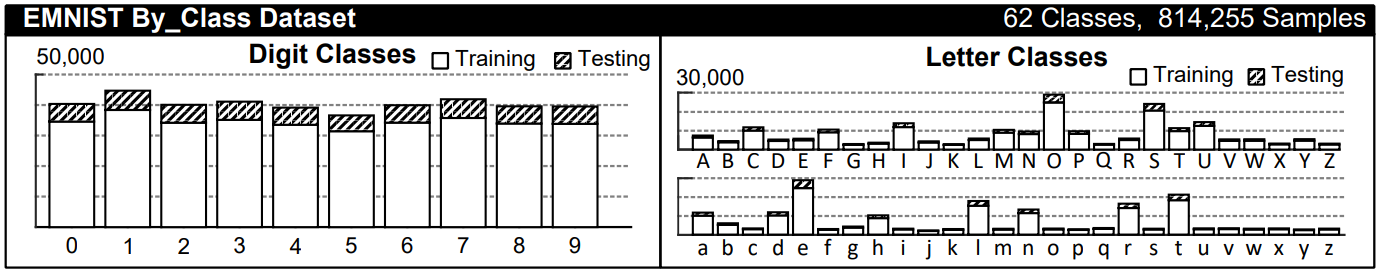 EMNIST By_Class Dataset 62 Classes, 814,255 Samples
Digit Classes
Training Testing
50,000
0 1 2 3 4 5 6 7 8 9
Letter Classes
Training Testing
30,000
A B C D E F G H I J K L M N O P Q R S T U V W X Y Z
a b c d e f g h i j k l m n o p q r s t u v w x y z